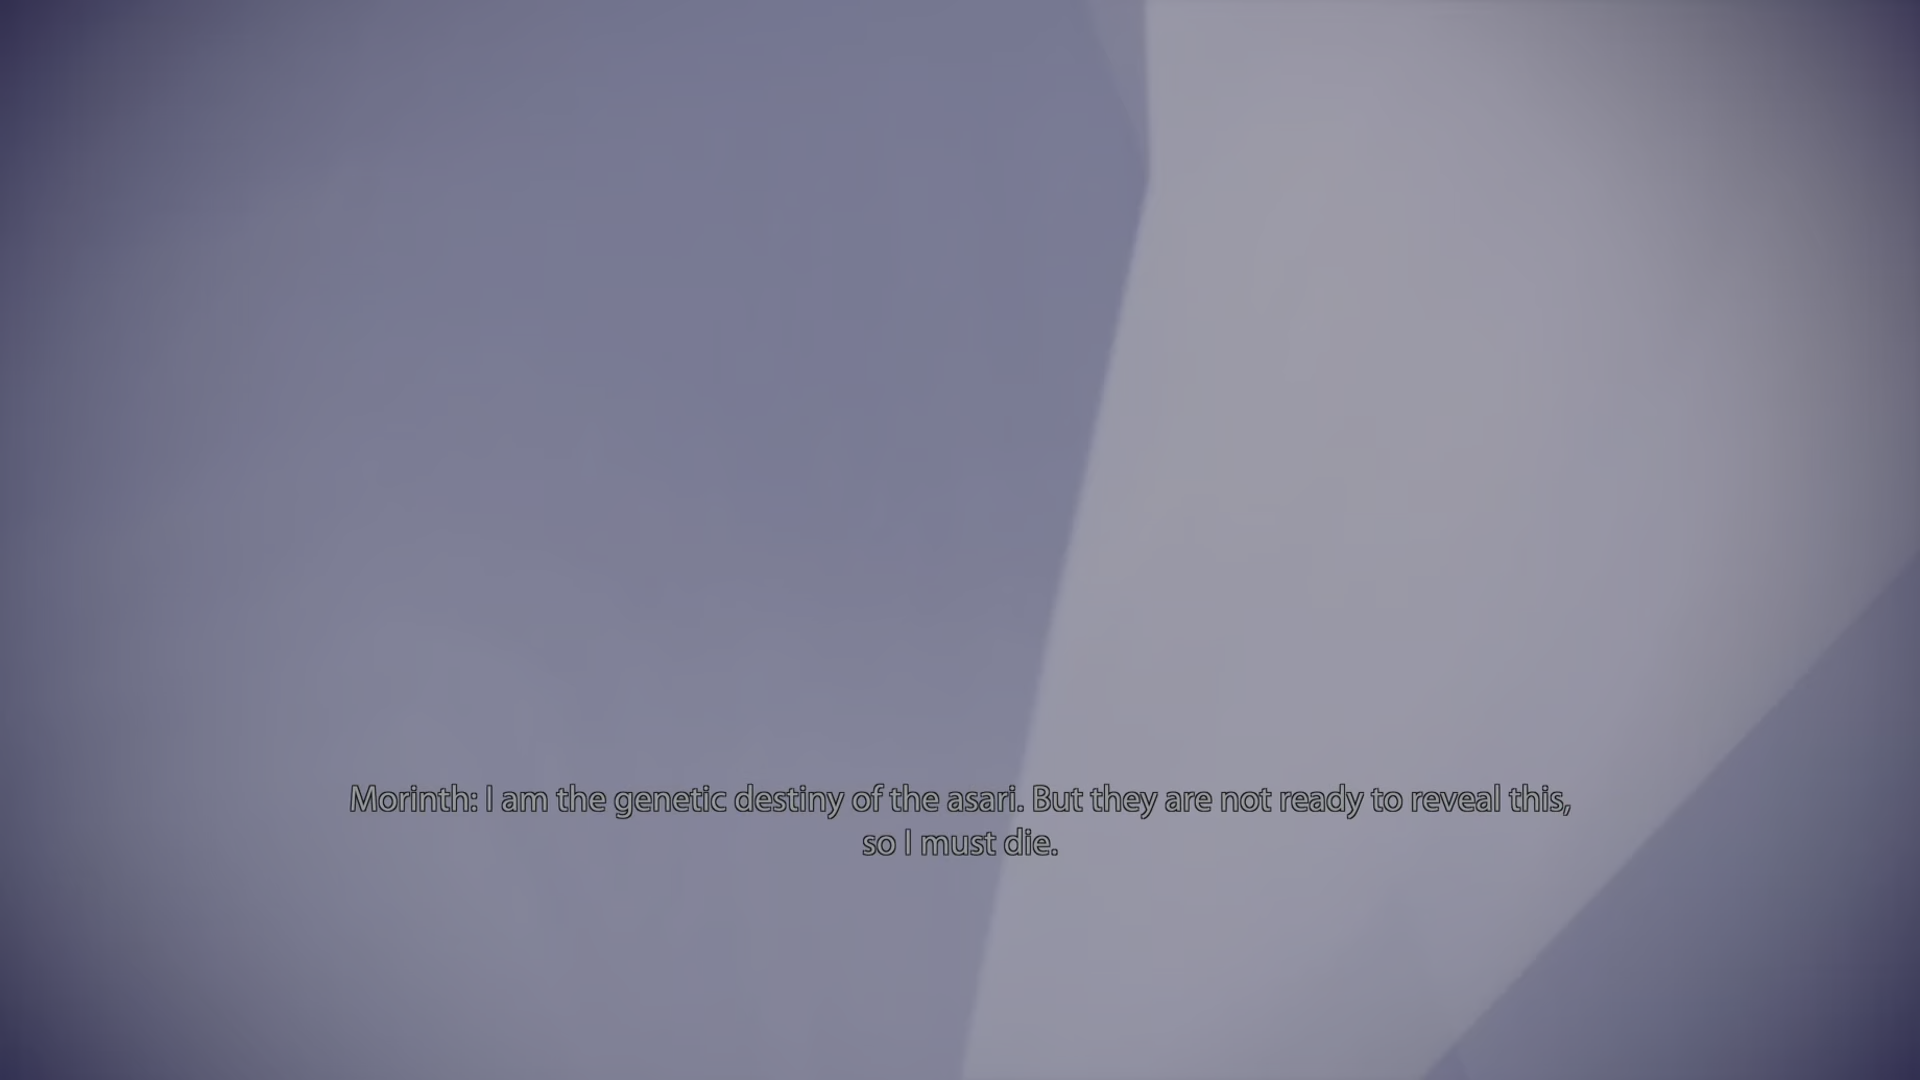 Morinth: I am the genetic destiny of the asari. But they are not ready to reveal this,
so I must die.